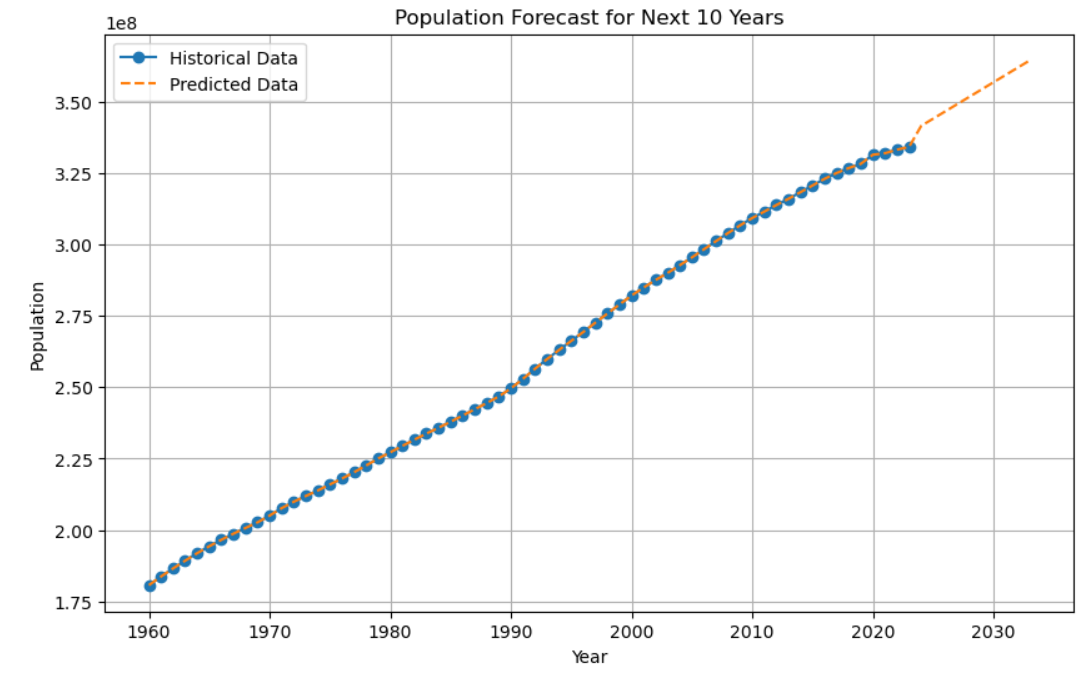 Population Forecast for Next 10 Years
1e8
Historical Data
Predicted Data
3.50
3.25
3.00
2.75
2.50
2.25
2.00
1.75
Population
1960 1970 1980 1990 2000 2010 2020 2030
Year